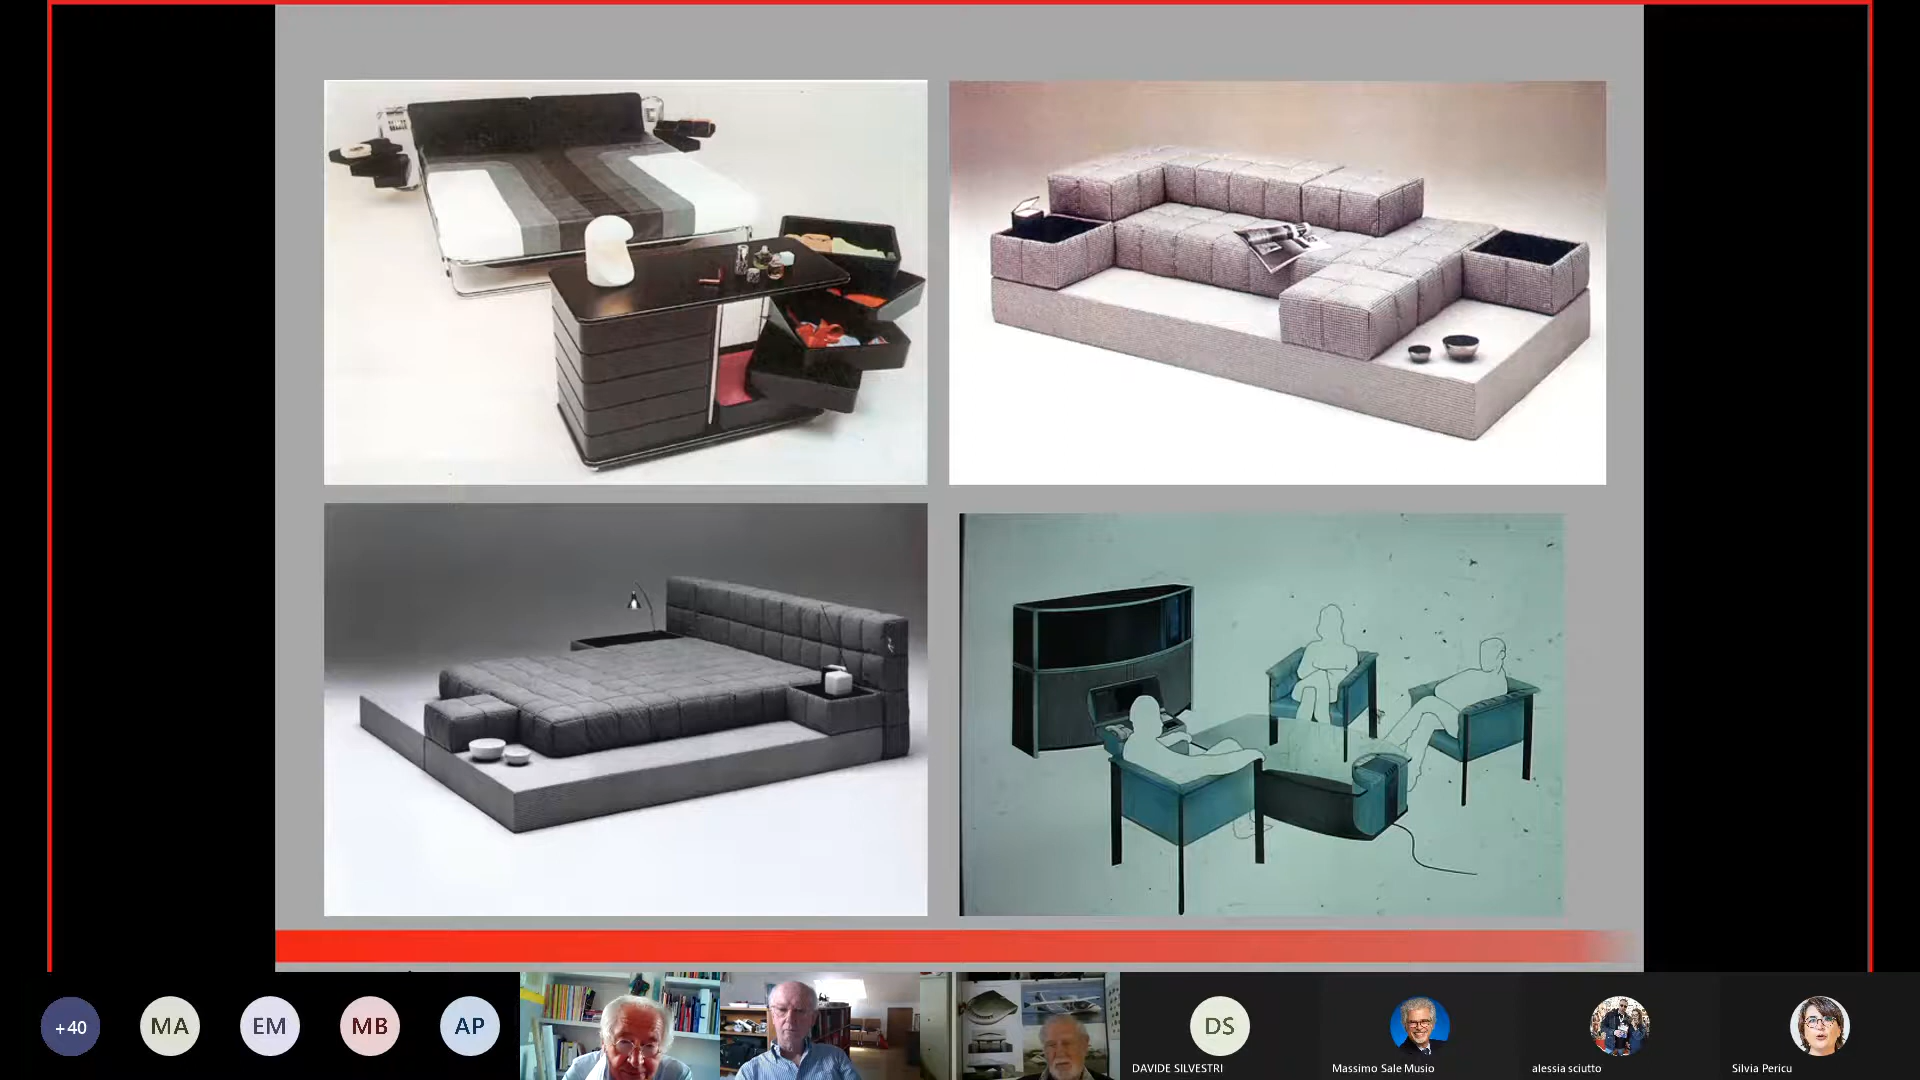 +40
MA
EM
MB
AP
DS
DAVIDE SILVESTRI
Massimo Sale Musio
alessia sciutto
Silvia Pericu